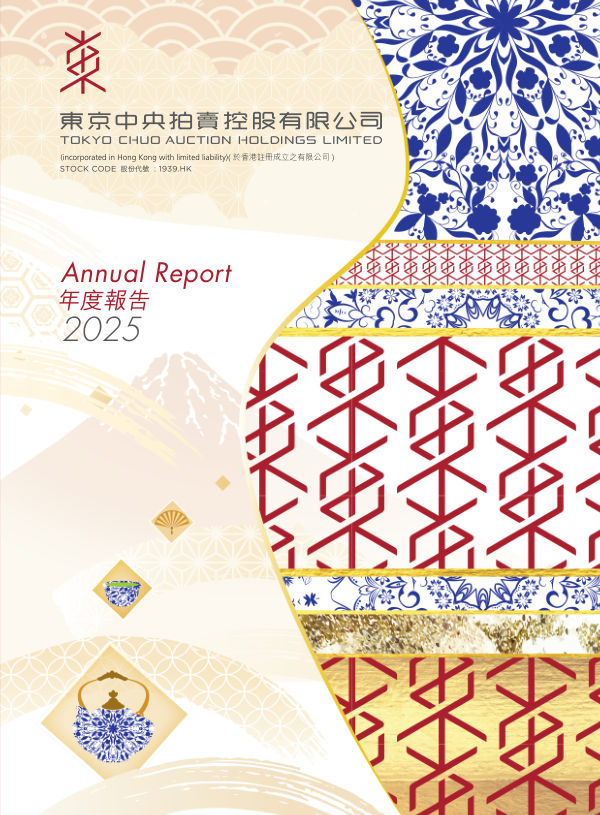 東京中央拍賣控股有限公司
TOKYO CHUO AUCTION HOLDINGS LIMITED
(incorporated in Hong Kong with limited liability)(於香港註冊成立之有限公司)
STOCK CODE 股份代號 : 1939.HK
Annual Report
年度報告
2025